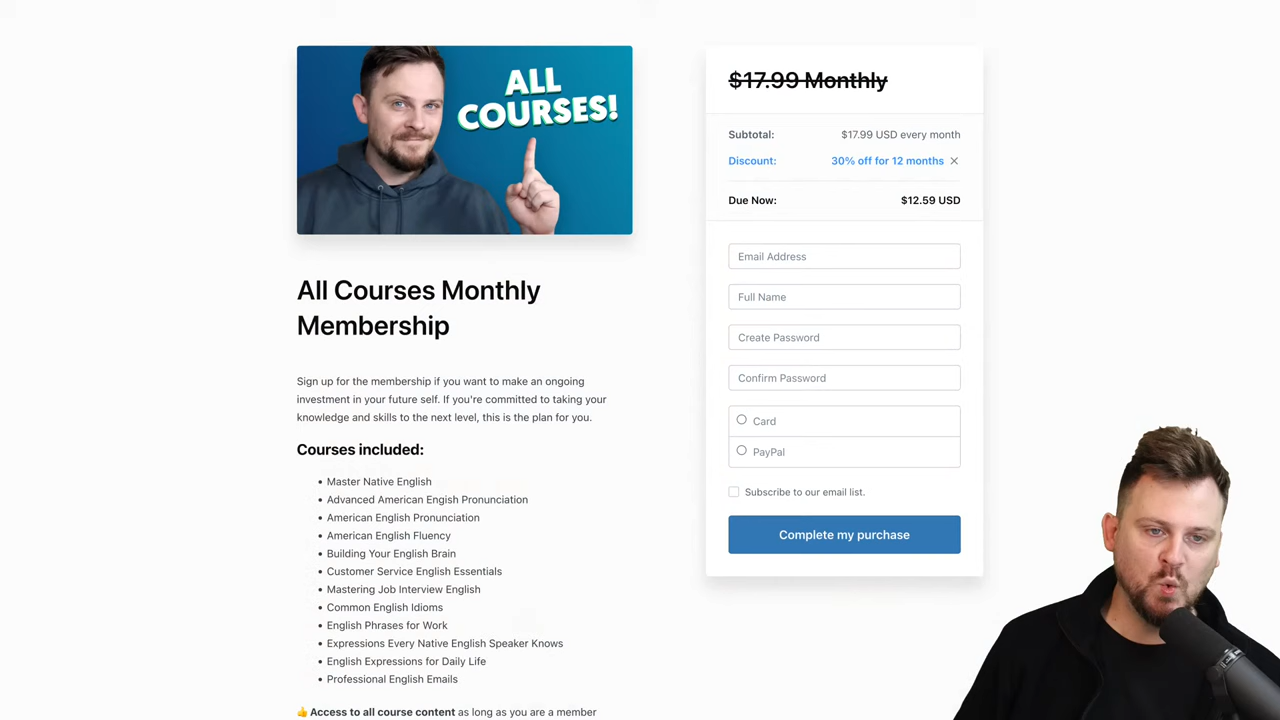 ALL
COURSES!
All Courses Monthly
Membership
Sign up for the membership if you want to make an ongoing
investment in your future self. If you're committed to taking your
knowledge and skills to the next level, this is the plan for you.
Courses included:
• Master Native English
• Advanced American Engish Pronunciation
• American English Pronunciation
• American English Fluency
• Building Your English Brain
• Customer Service English Essentials
• Mastering Job Interview English
• Common English Idioms
• English Phrases for Work
• Expressions Every Native English Speaker Knows
• English Expressions for Daily Life
• Professional English Emails
👍 Access to all course content as long as you are a member
$17.99 Monthly
Subtotal: $17.99 USD every month
Discount: 30% off for 12 months ×
Due Now: $12.59 USD
Email Address
Full Name
Create Password
Confirm Password
Card
PayPal
Subscribe to our email list.
Complete my purchase